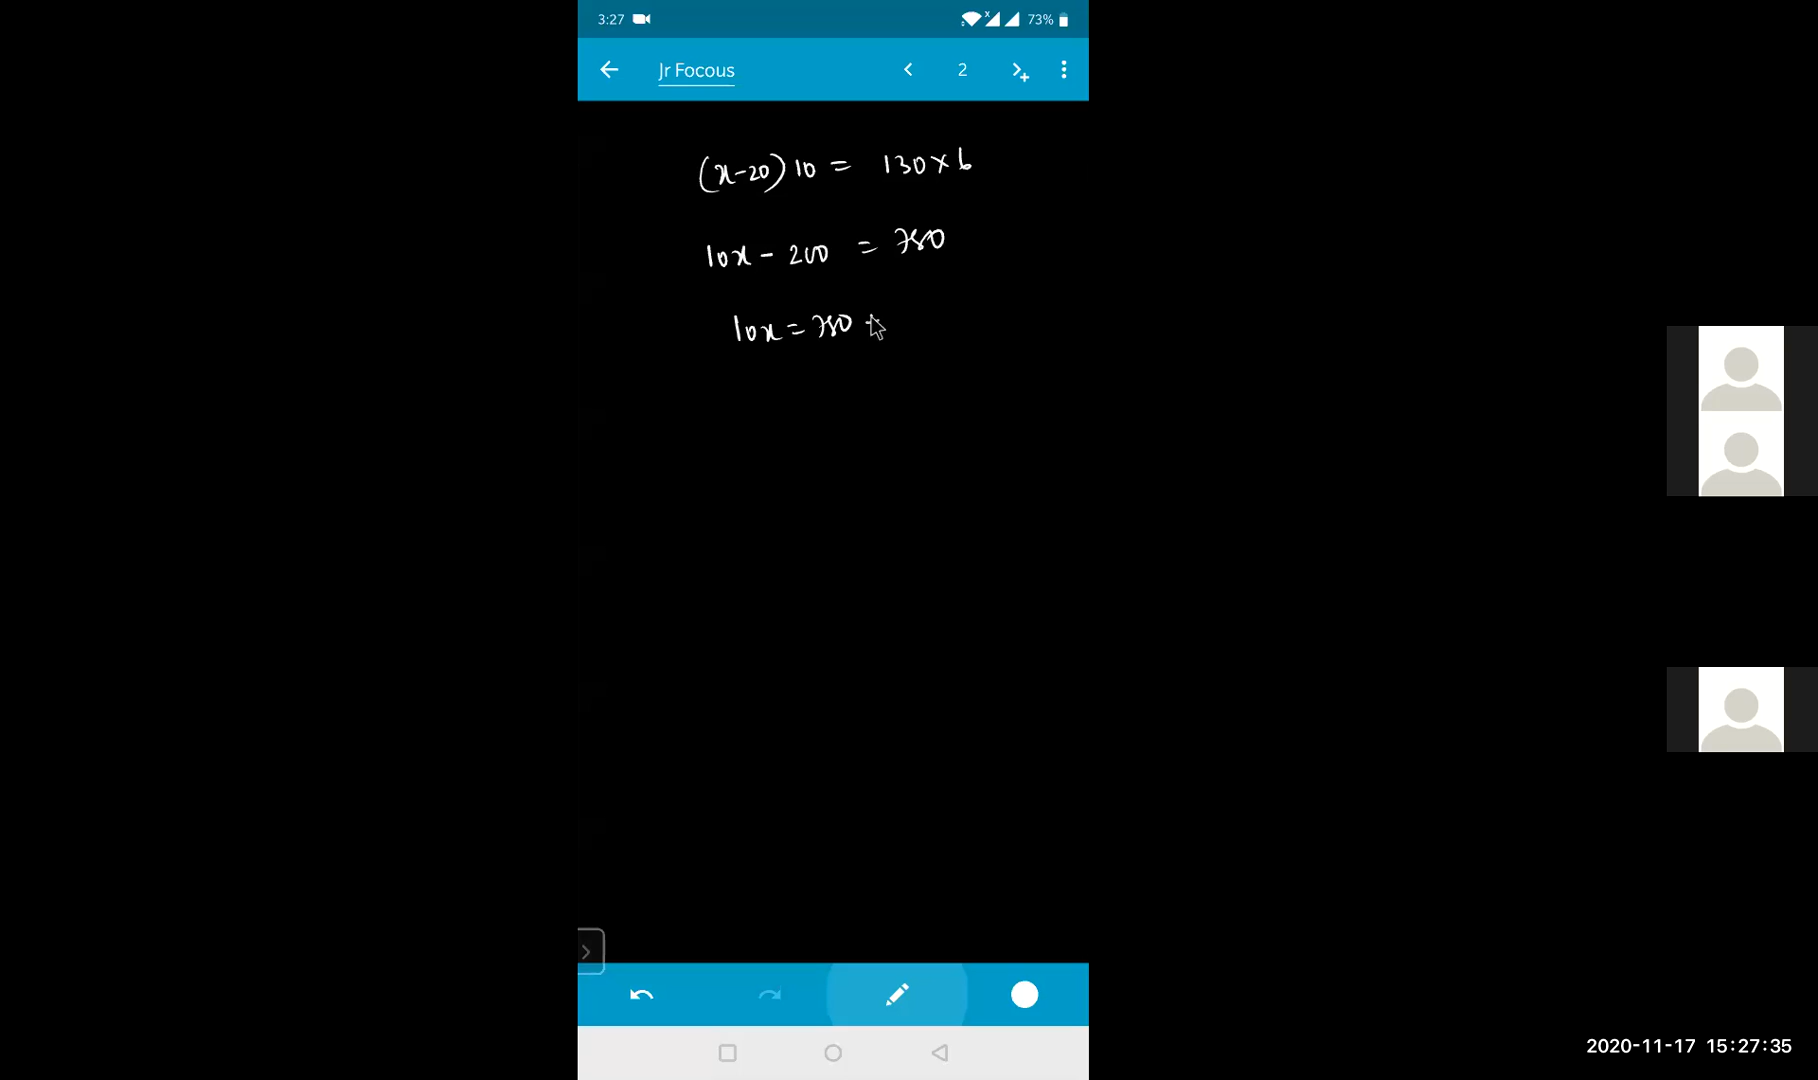 3:27 73%
Jr Focous 2
(x-20) 10 = 130 × 6
10x - 200 = 780
10x = 780 +
2020-11-17 15:27:35